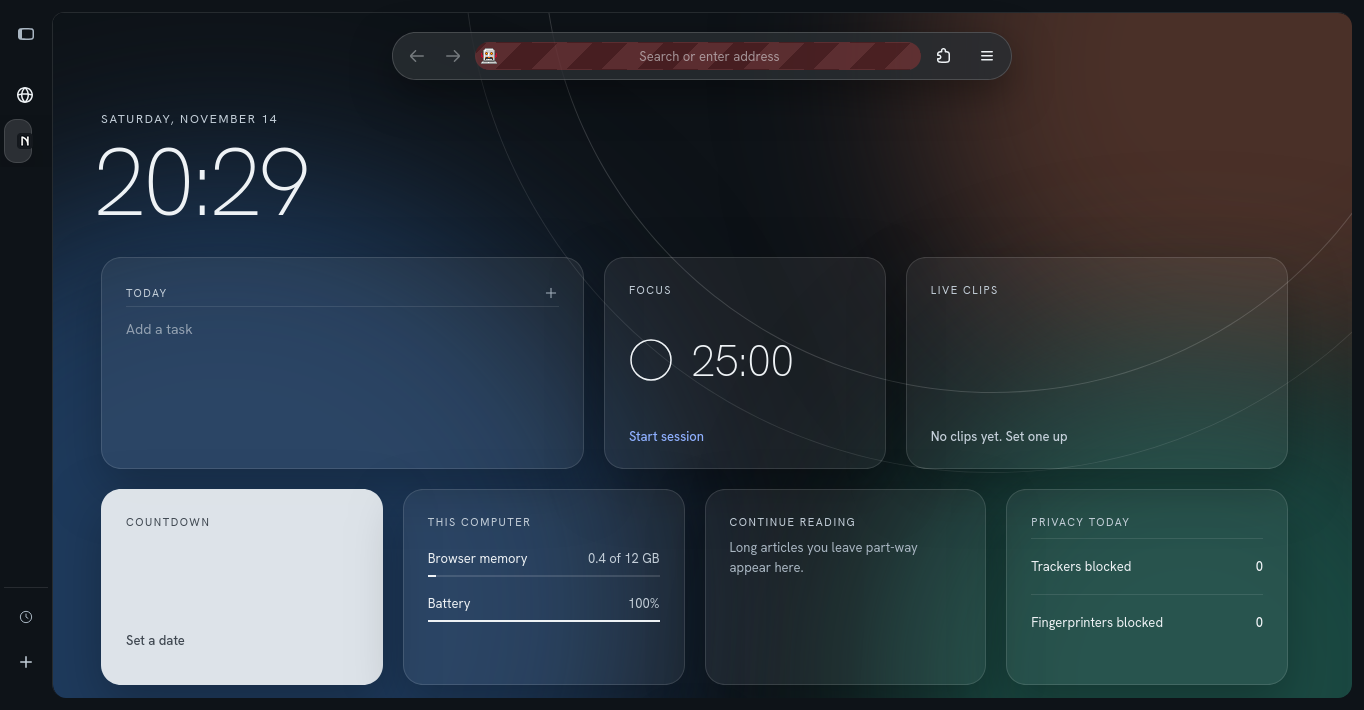 Search or enter address
SATURDAY, NOVEMBER 14
20:29
N
TODAY
Add a task
FOCUS
25:00
Start session
LIVE CLIPS
No clips yet. Set one up
COUNTDOWN
Set a date
THIS COMPUTER
Browser memory 0.4 of 12 GB
Battery 100%
CONTINUE READING
Long articles you leave part-way
appear here.
PRIVACY TODAY
Trackers blocked 0
Fingerprinters blocked 0